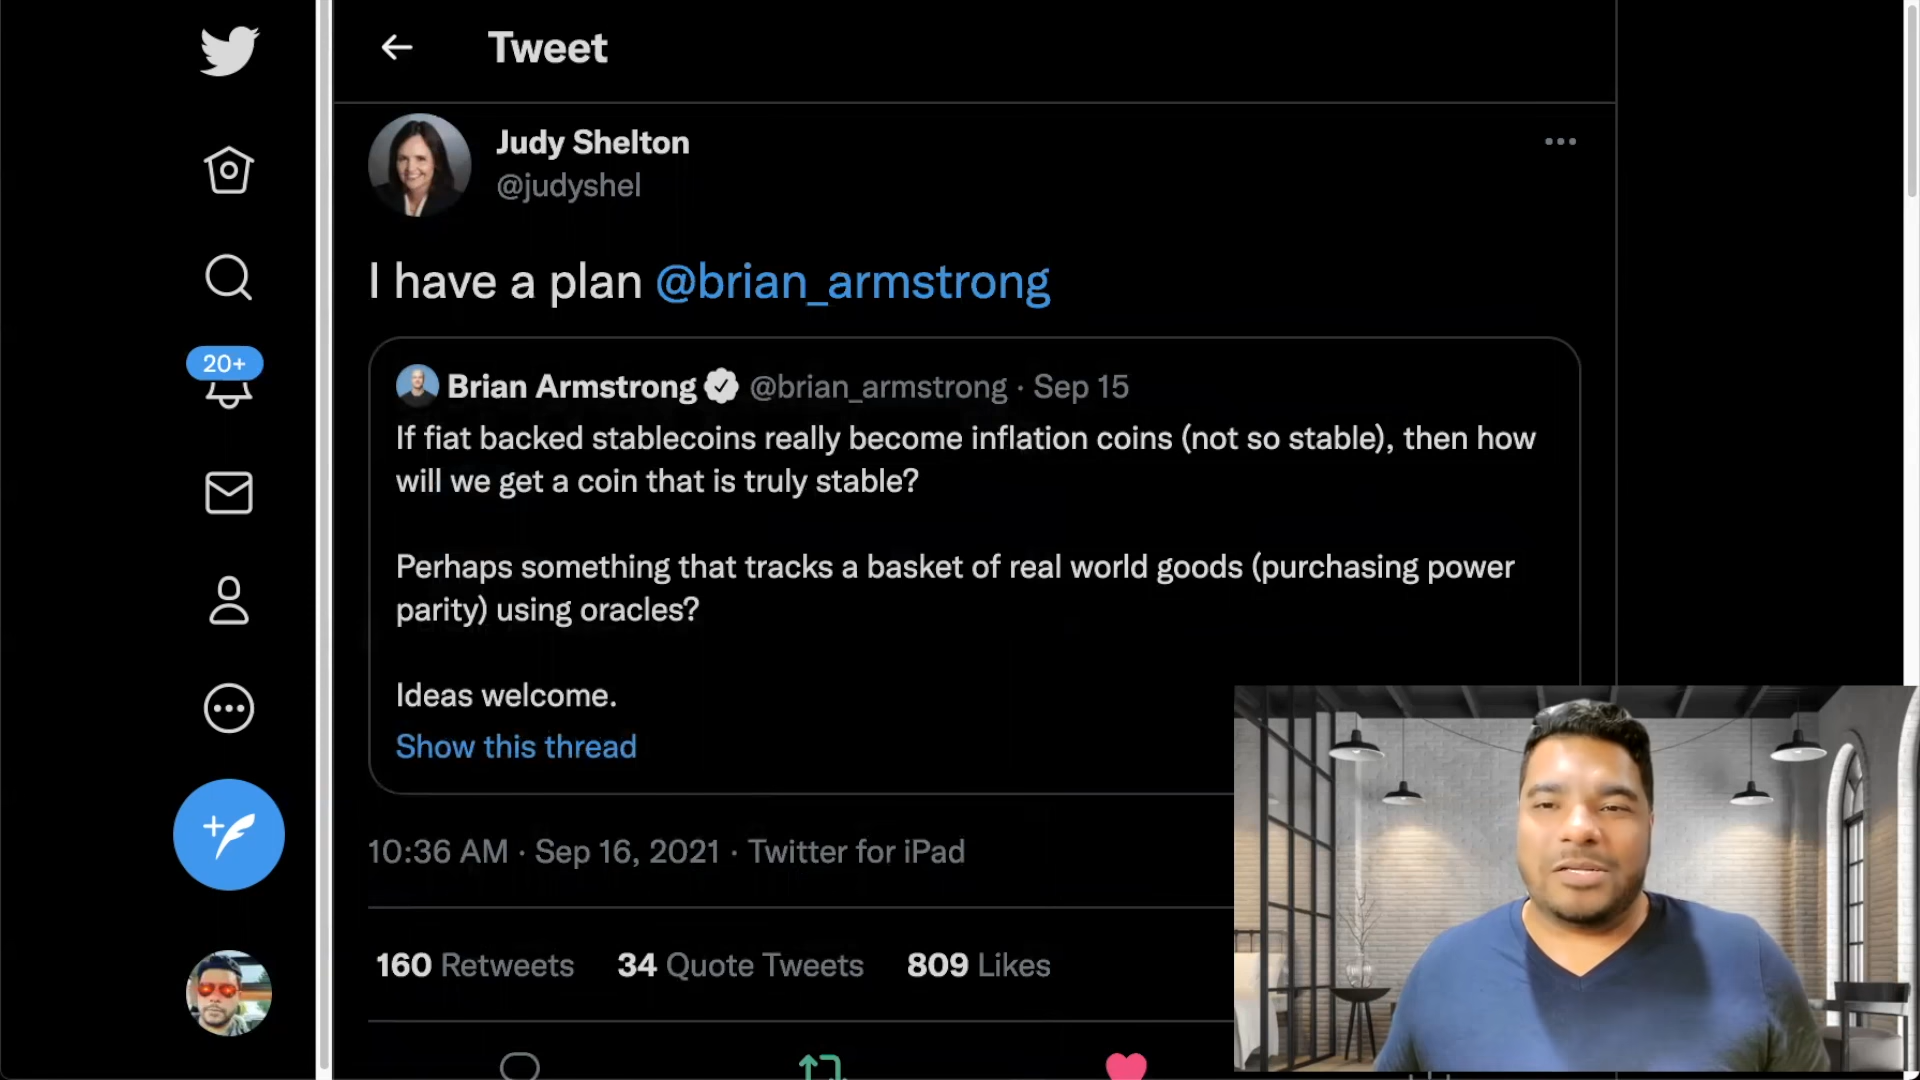 Tweet
Judy Shelton
@judyshel
I have a plan @brian_armstrong
20+
Brian Armstrong @brian_armstrong · Sep 15
If fiat backed stablecoins really become inflation coins (not so stable), then how
will we get a coin that is truly stable?
Perhaps something that tracks a basket of real world goods (purchasing power
parity) using oracles?
Ideas welcome.
Show this thread
10:36 AM · Sep 16, 2021 · Twitter for iPad
160 Retweets 34 Quote Tweets 809 Likes